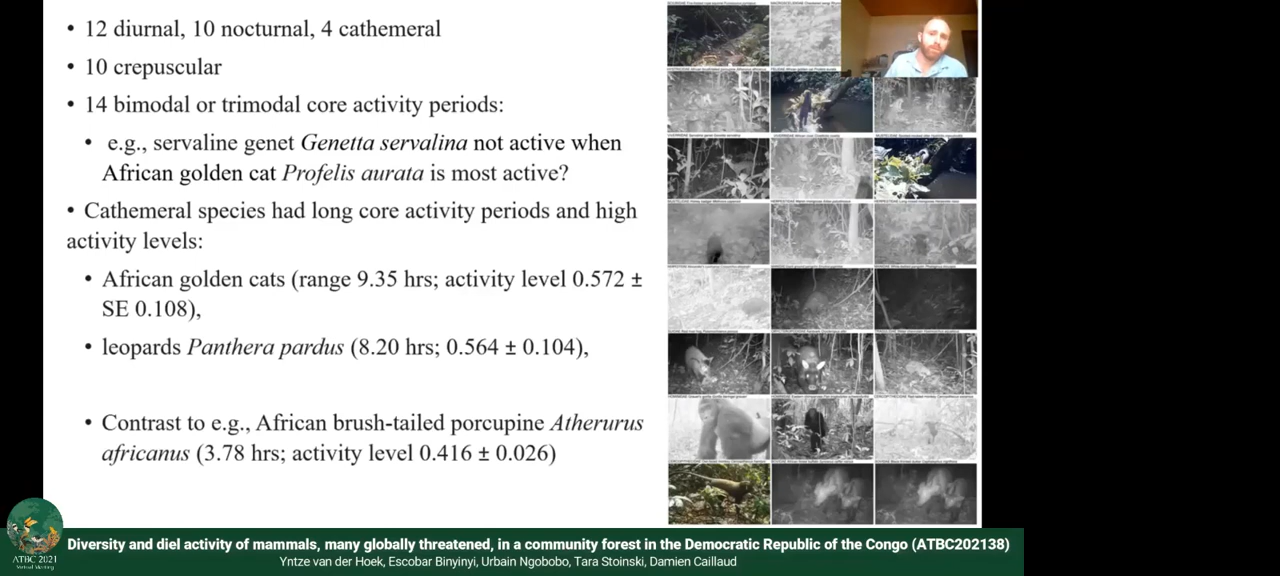 • 12 diurnal, 10 nocturnal, 4 cathemeral
• 10 crepuscular
• 14 bimodal or trimodal core activity periods:
• e.g., servaline genet Genetta servalina not active when
African golden cat Profelis aurata is most active?
• Cathemeral species had long core activity periods and high
activity levels:
• African golden cats (range 9.35 hrs; activity level 0.572 ±
SE 0.108),
• leopards Panthera pardus (8.20 hrs; 0.564 ± 0.104),
• Contrast to e.g., African brush-tailed porcupine Atherurus
africanus (3.78 hrs; activity level 0.416 ± 0.026)
ATBC 2021
Virtual Meeting
Diversity and diel activity of mammals, many globally threatened, in a community forest in the Democratic Republic of the Congo (ATBC202138)
Yntze van der Hoek, Escobar Binyinyi, Urbain Ngobobo, Tara Stoinski, Damien Caillaud